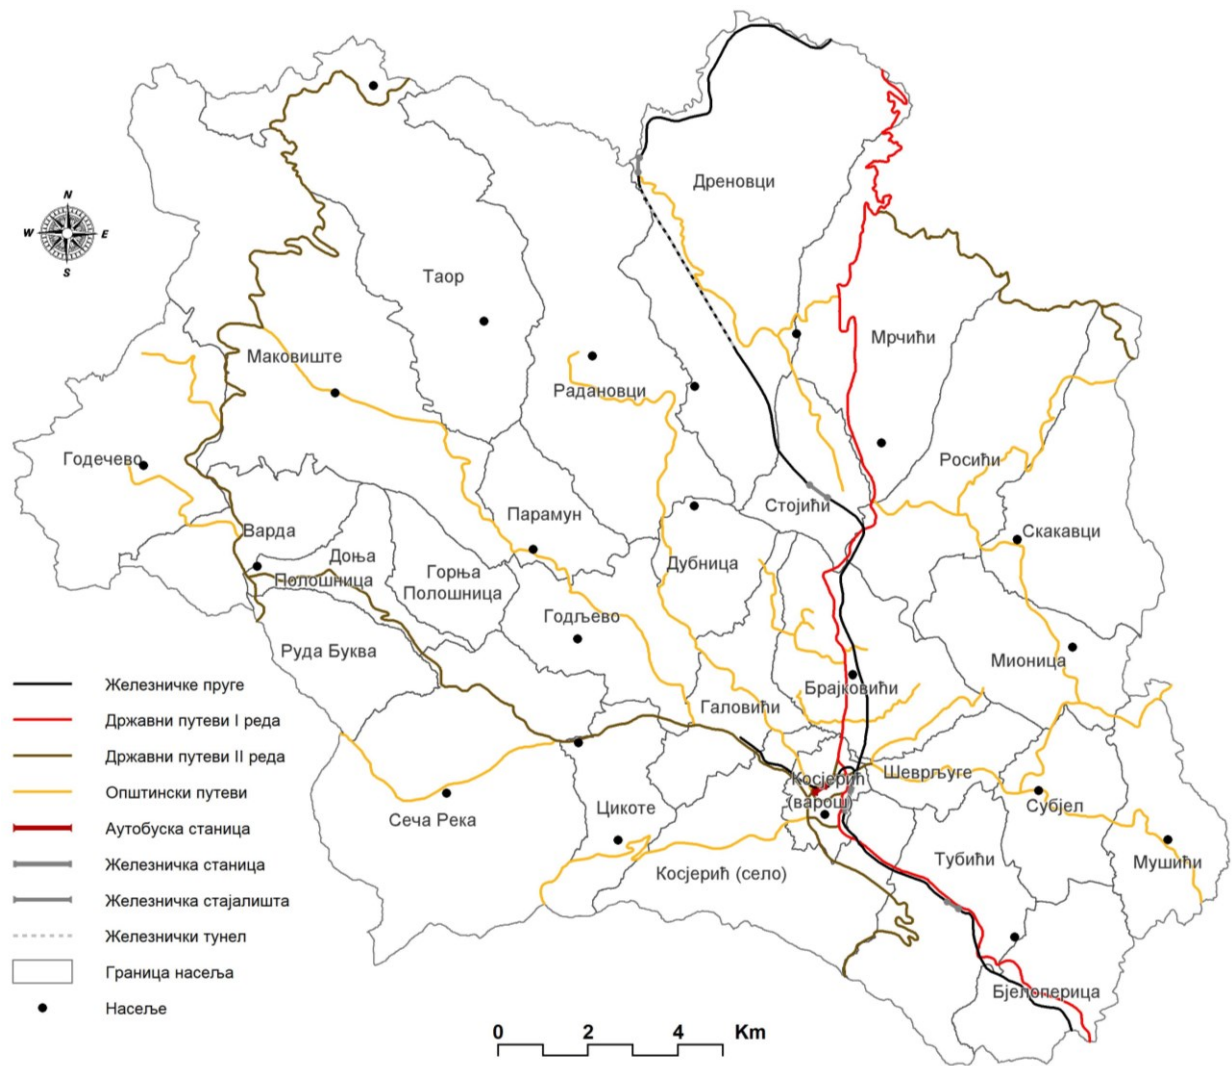 Дреновци
N
W E
S
Таор
Мрчићи
Маковиште
Радановци
Годечево
Росићи
Парамун
Стојићи
Варда
Скакавци
Доња
Полошница
Дубница
Горња
Полошница
Годљево
Руда Буква
Мионица
Брајковићи
Галовићи
Шеврљуге
Косјерић
(варош)
Субјел
Цикоте
Сеча Река
Тубићи
Мушићи
Косјерић (село)
Бјелоперица
Железничке пруге
Државни путеви I реда
Државни путеви II реда
Општински путеви
Аутобуска станица
Железничка станица
Железничка стајалишта
Железнички тунел
Граница насеља
Насеље
0 2 4 Km